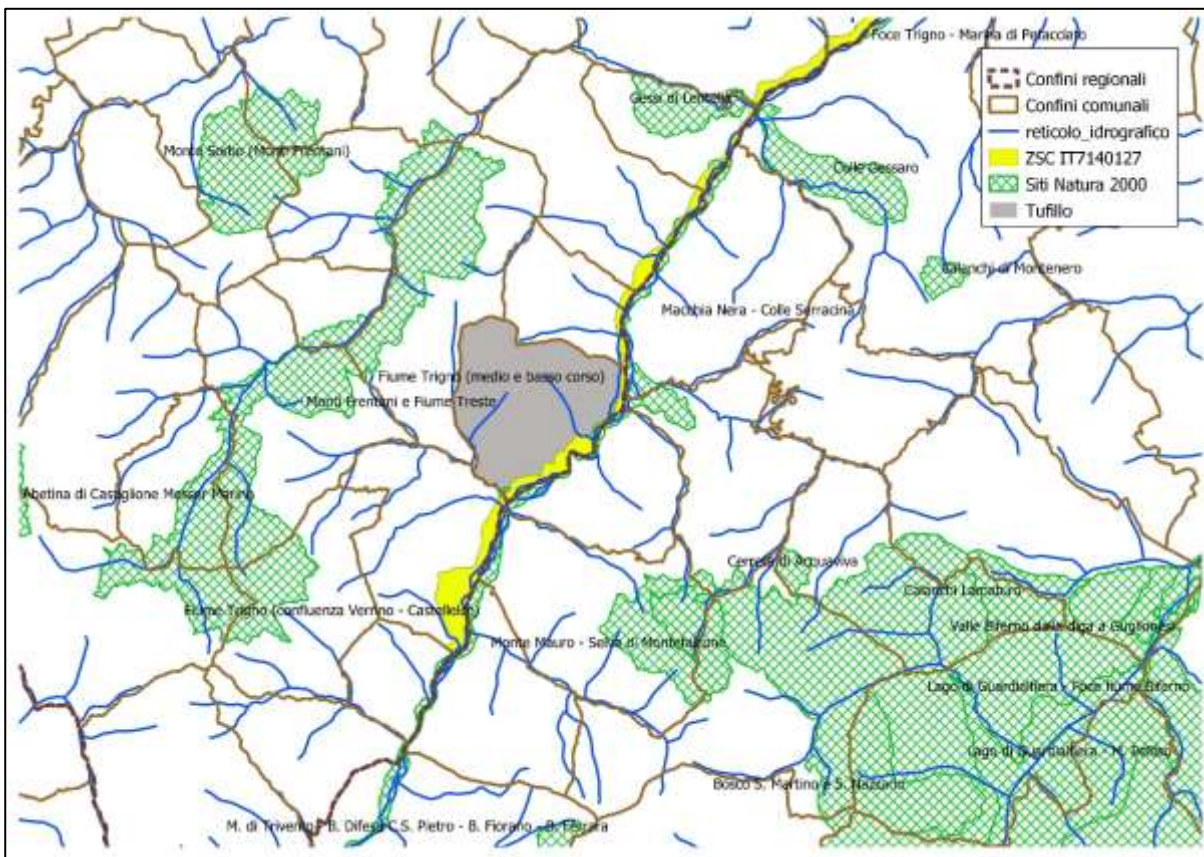 Foce Trigno - Marina di Petacciato
Confini regionali
Confini comunali
reticolo_idrografico
ZSC IT7140127
Siti Natura 2000
Tufillo
Gessi di Lentella
Monte Sorbo (Monti Frentani)
Colle Gessaro
Calanchi di Montenero
Macchia Nera - Colle Serracina
Fiume Trigno (medio e basso corso)
Monti Frentani e Fiume Treste
Abetina di Castiglione Messer Marino
Cerreta di Acquaviva
Calanchi Lamaturo
Fiume Trigno (confluenza Verrino - Castellelce)
Valle Biferno dalla diga a Guglionesi
Monte Mauro - Selva di Montefalcone
Lago di Guardialfiera - Foce fiume Biferno
Lago di Guardialfiera - M. Peloso
Bosco S. Martino e S. Nazzario
M. di Trivento - B. Difesa C.S. Pietro - B. Fiorano - B. Ferrara